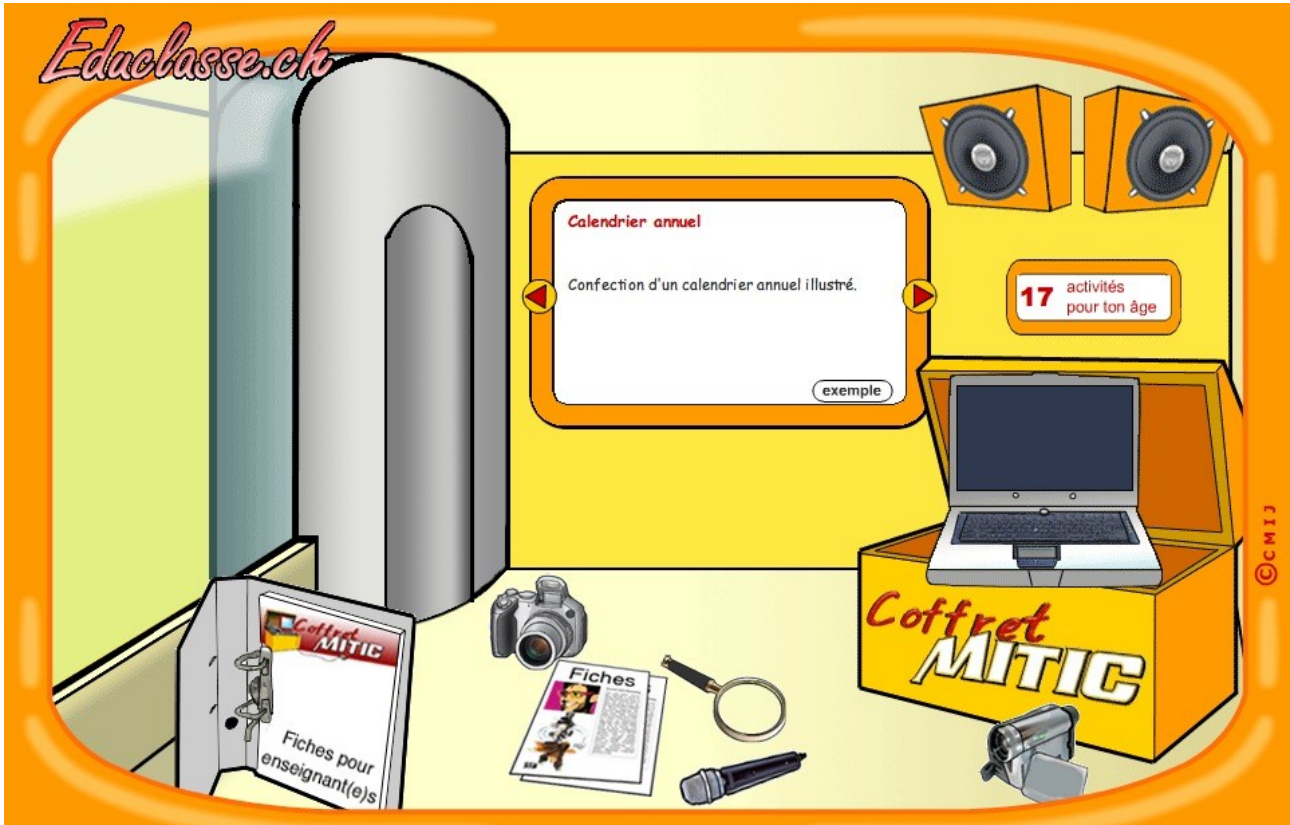 Educlasse.ch
Calendrier annuel
Confection d'un calendrier annuel illustré.
exemple
17 activités
pour ton âge
Coffret
MITIC
©CMIJ
Coffret
MITIC
Fiches pour
enseignant(e)s
Fiches